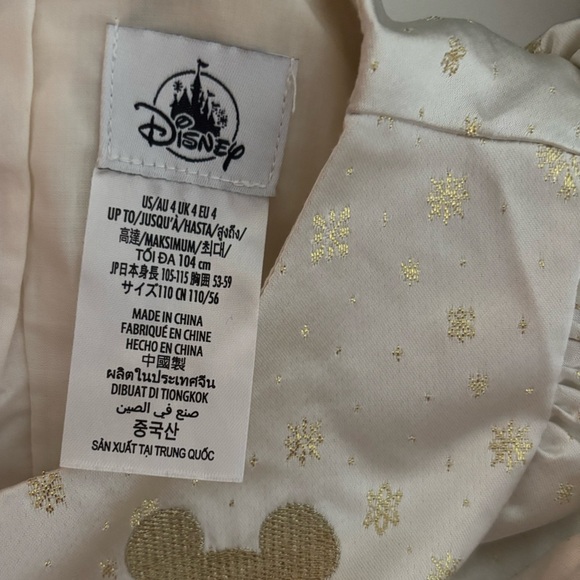 Disney
US/AU 4 UK 4 EU 4
UP TO/JUSQU'À/HASTA/สูงถึง/
高達/MAKSIMUM/최대/
TỐI ĐA 104 cm
JP日本身長 105-115 胸囲 53-59
サイズ110 CN 110/56
MADE IN CHINA
FABRIQUÉ EN CHINE
HECHO EN CHINA
中國製
ผลิตในประเทศจีน
DIBUAT DI TIONGKOK
صنع في الصين
중국산
SẢN XUẤT TẠI TRUNG QUỐC